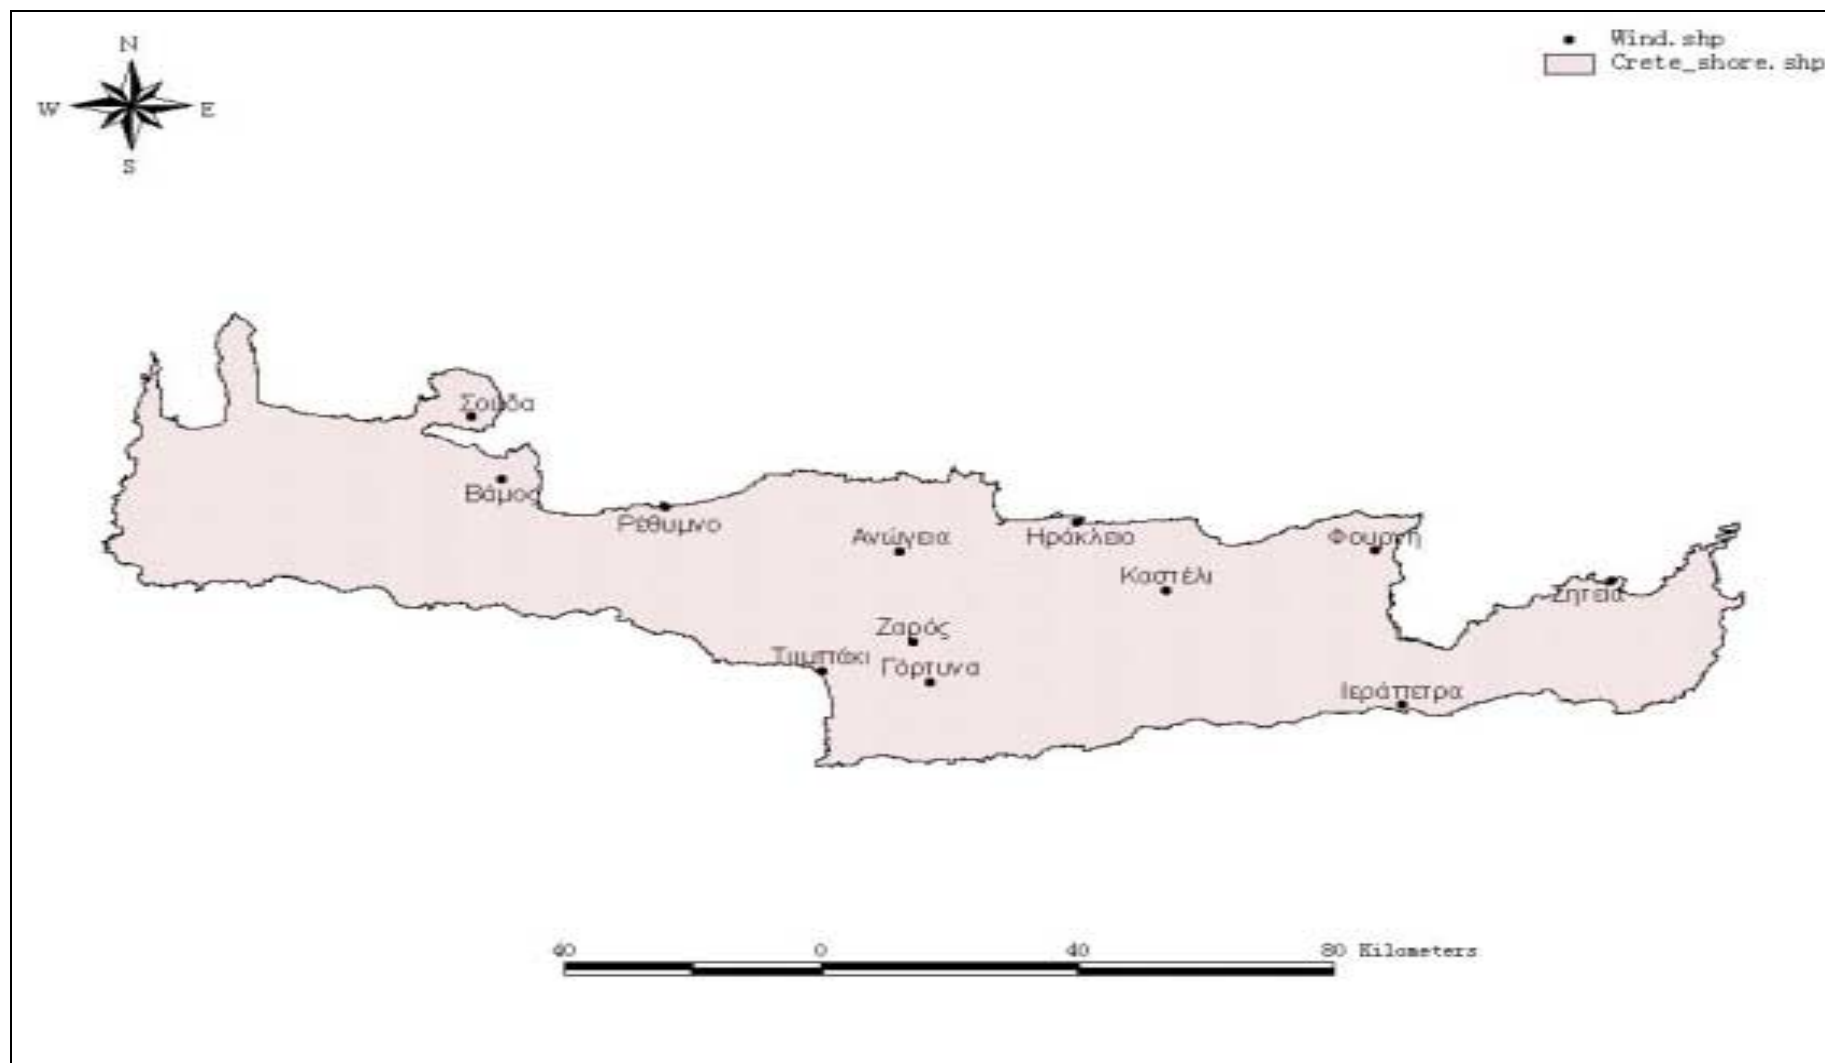 N
Wind.shp
W E
Crete_shore.shp
S
Σούδα
Βάμος
Ρέθυμνο
Ανώγεια
Ηράκλειο
Φουρνή
Καστέλι
Ζητεία
Ζαρός
Τυμπάκι
Γόρτυνα
Ιεράπετρα
40 0 40 80 Kilometers